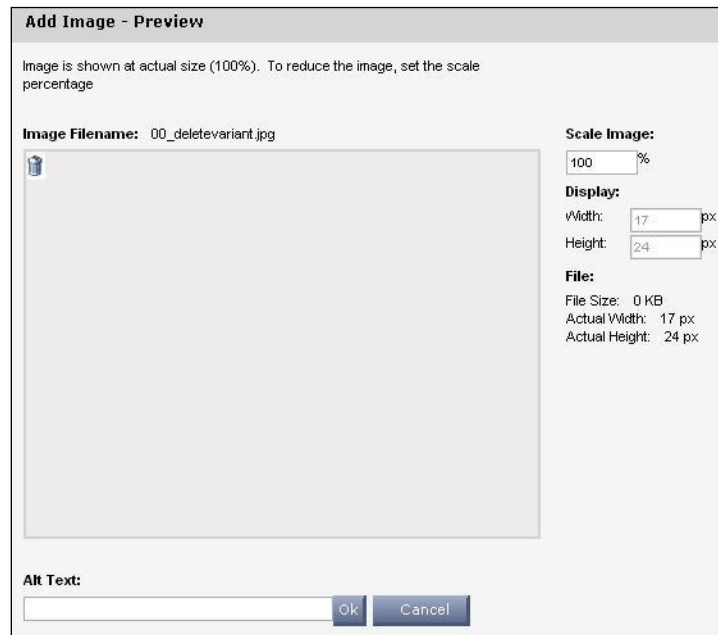 Add Image - Preview
Image is shown at actual size (100%). To reduce the image, set the scale
percentage
Image Filename: 00_deletevariant.jpg
Scale Image:
100 %
Display:
Width: 17 px
Height: 24 px
File:
File Size: 0 KB
Actual Width: 17 px
Actual Height: 24 px
Alt Text:
Ok Cancel